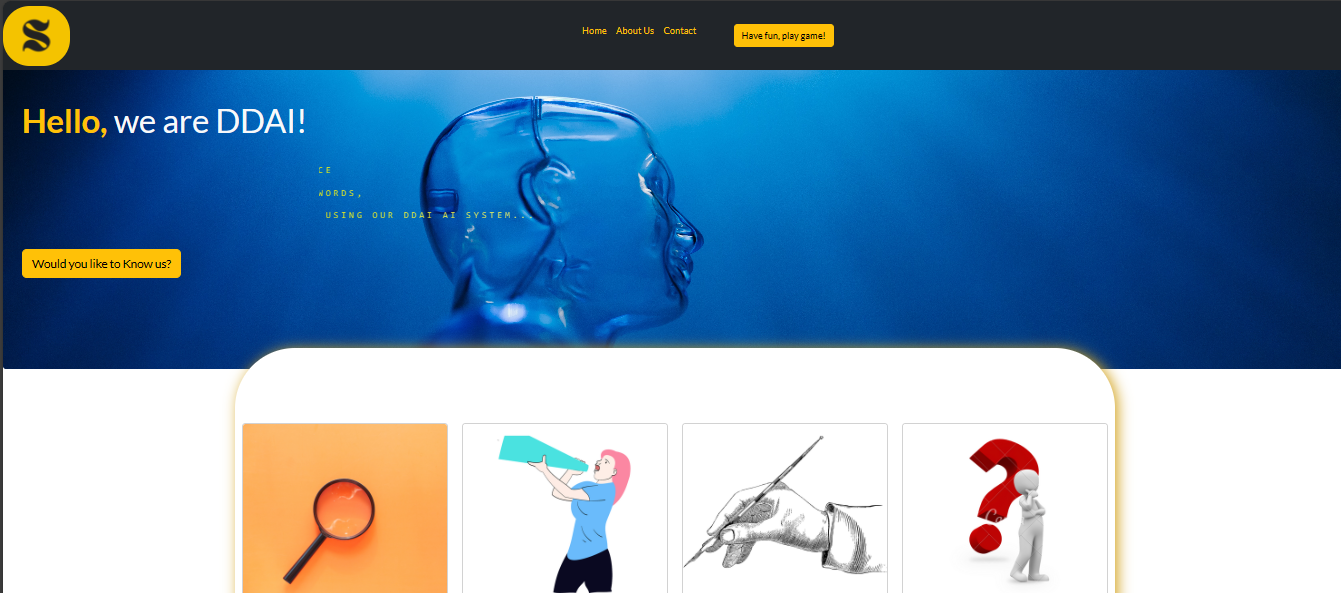 S
Home About Us Contact Have fun, play game!
Hello, we are DDAI!
CE
WORDS,
USING OUR DDAI AI SYSTEM...
Would you like to Know us?